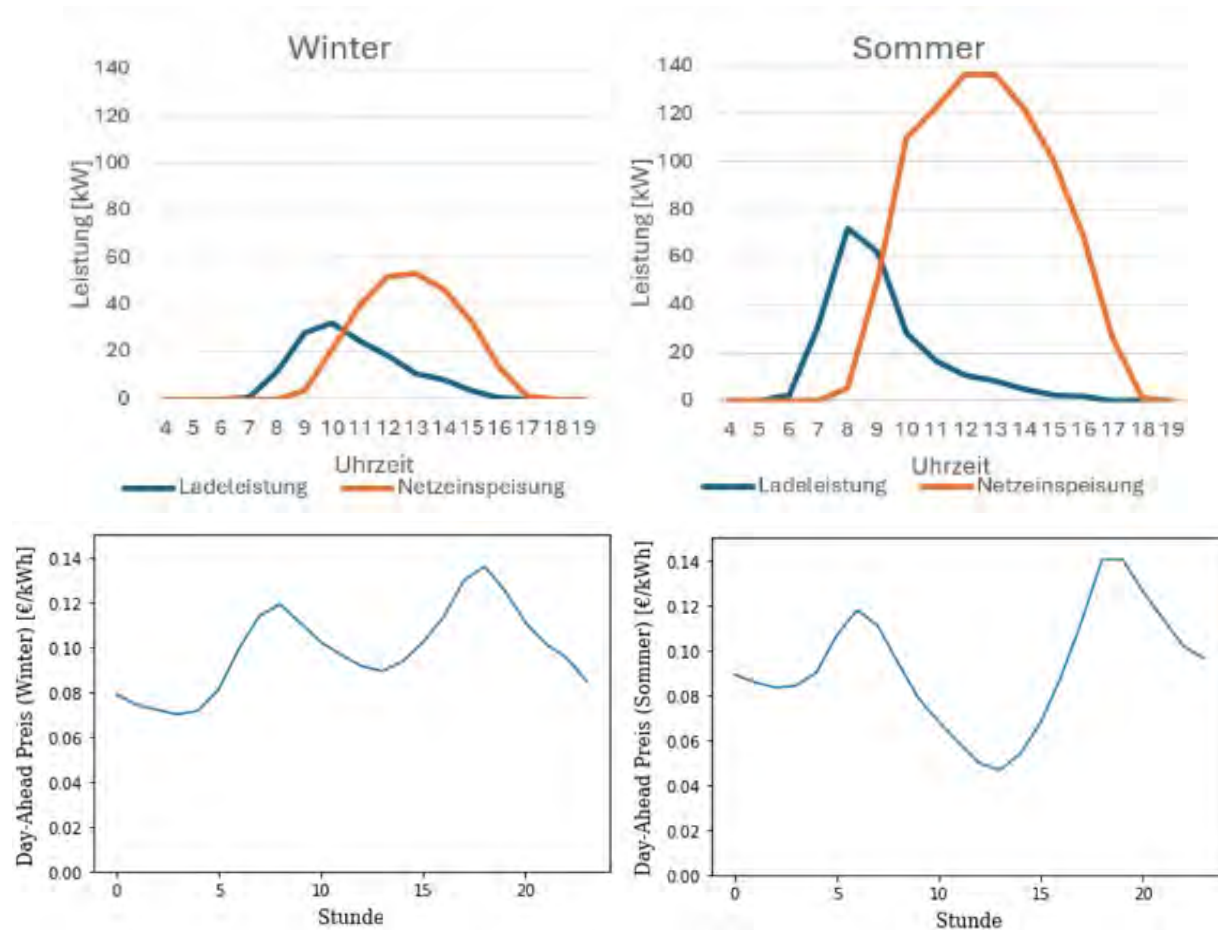 Winter
140
120
100
80
60
40
20
0
Leistung [kW]
4 5 6 7 8 9 10 11 12 13 14 15 16 17 18 19
Uhrzeit
Ladeleistung Netzeinspeisung
Sommer
140
120
100
80
60
40
20
0
Leistung [kW]
4 5 6 7 8 9 10 11 12 13 14 15 16 17 18 19
Uhrzeit
Ladeleistung Netzeinspeisung
Day-Ahead Preis (Winter) [€/kWh]
0.14
0.12
0.10
0.08
0.06
0.04
0.02
0.00
0 5 10 15 20
Stunde
Day-Ahead Preis (Sommer) [€/kWh]
0.14
0.12
0.10
0.08
0.06
0.04
0.02
0.00
0 5 10 15 20
Stunde